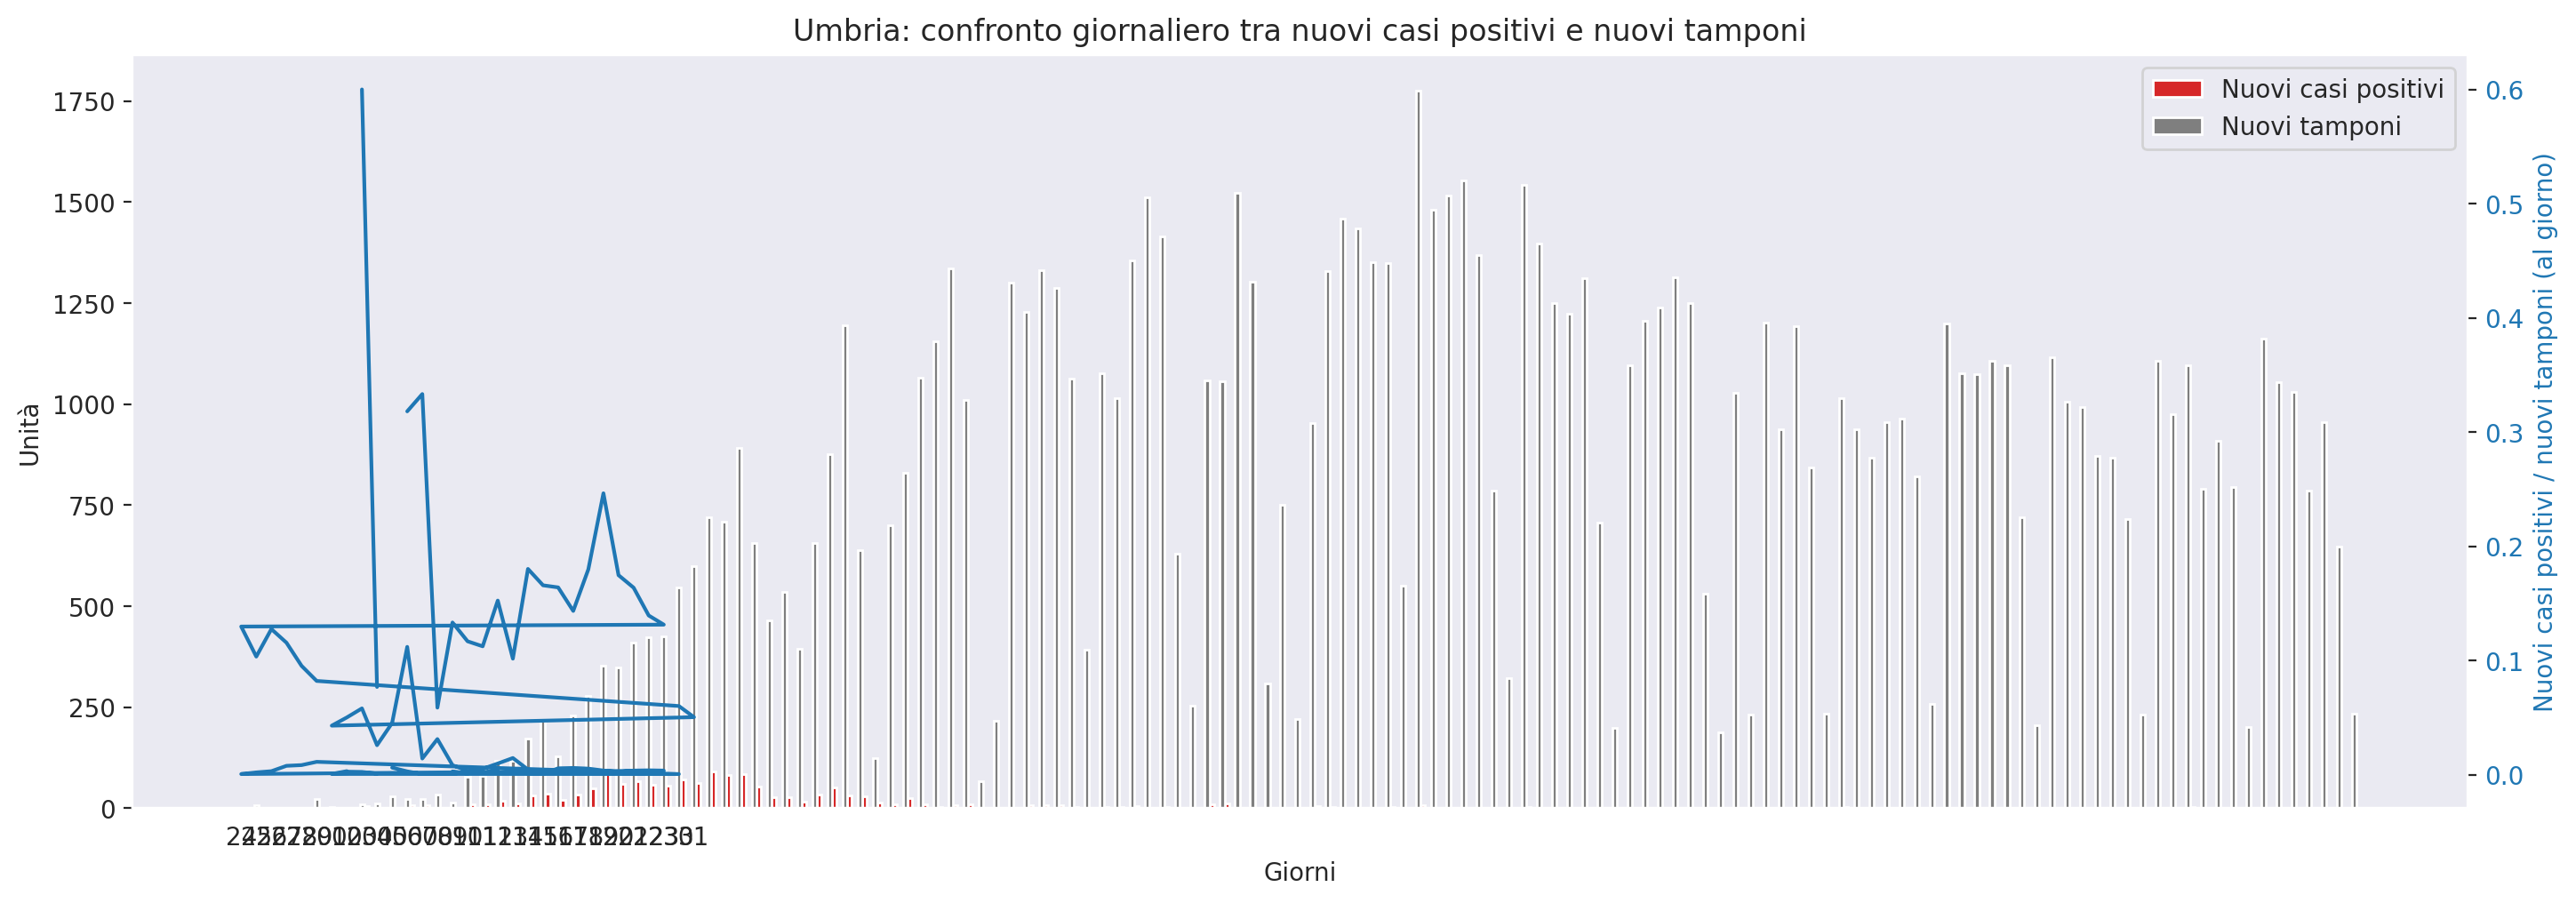 Umbria: confronto giornaliero tra nuovi casi positivi e nuovi tamponi
Nuovi casi positivi
Nuovi tamponi
Unità
1750
1500
1250
1000
750
500
250
0
0.6
0.5
0.4
0.3
0.2
0.1
0.0
Nuovi casi positivi / nuovi tamponi (al giorno)
Giorni